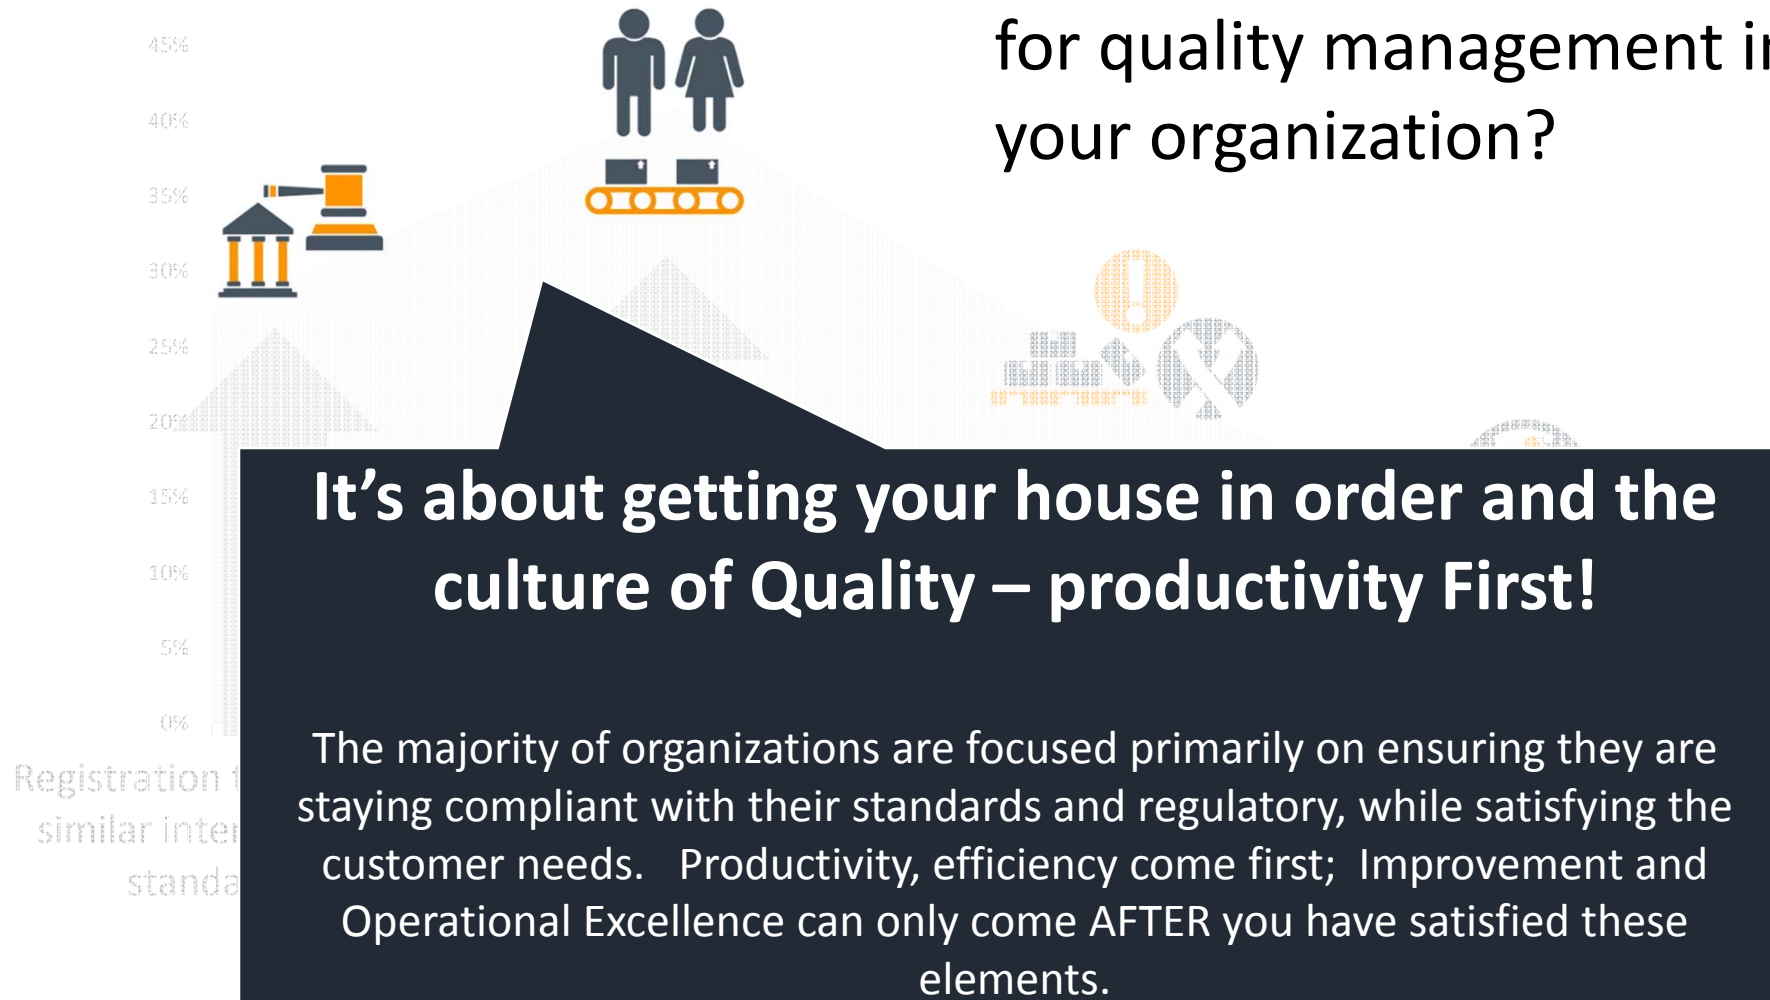 for quality management
your organization?
45%
40%
35%
30%
25%
20%
15%
10%
5%
0%
Registration
similar
It’s about getting your house in order and the
culture of Quality – productivity First!
The majority of organizations are focused primarily on ensuring they are
staying compliant with their standards and regulatory, while satisfying the
customer needs. Productivity, efficiency come first; Improvement and
Operational Excellence can only come AFTER you have satisfied these
elements.